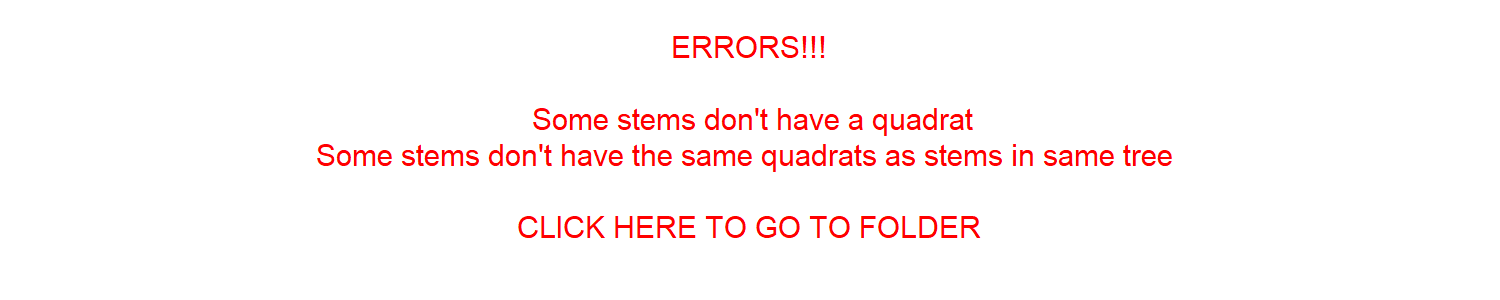 ERRORS!!!
Some stems don't have a quadrat
Some stems don't have the same quadrats as stems in same tree
CLICK HERE TO GO TO FOLDER